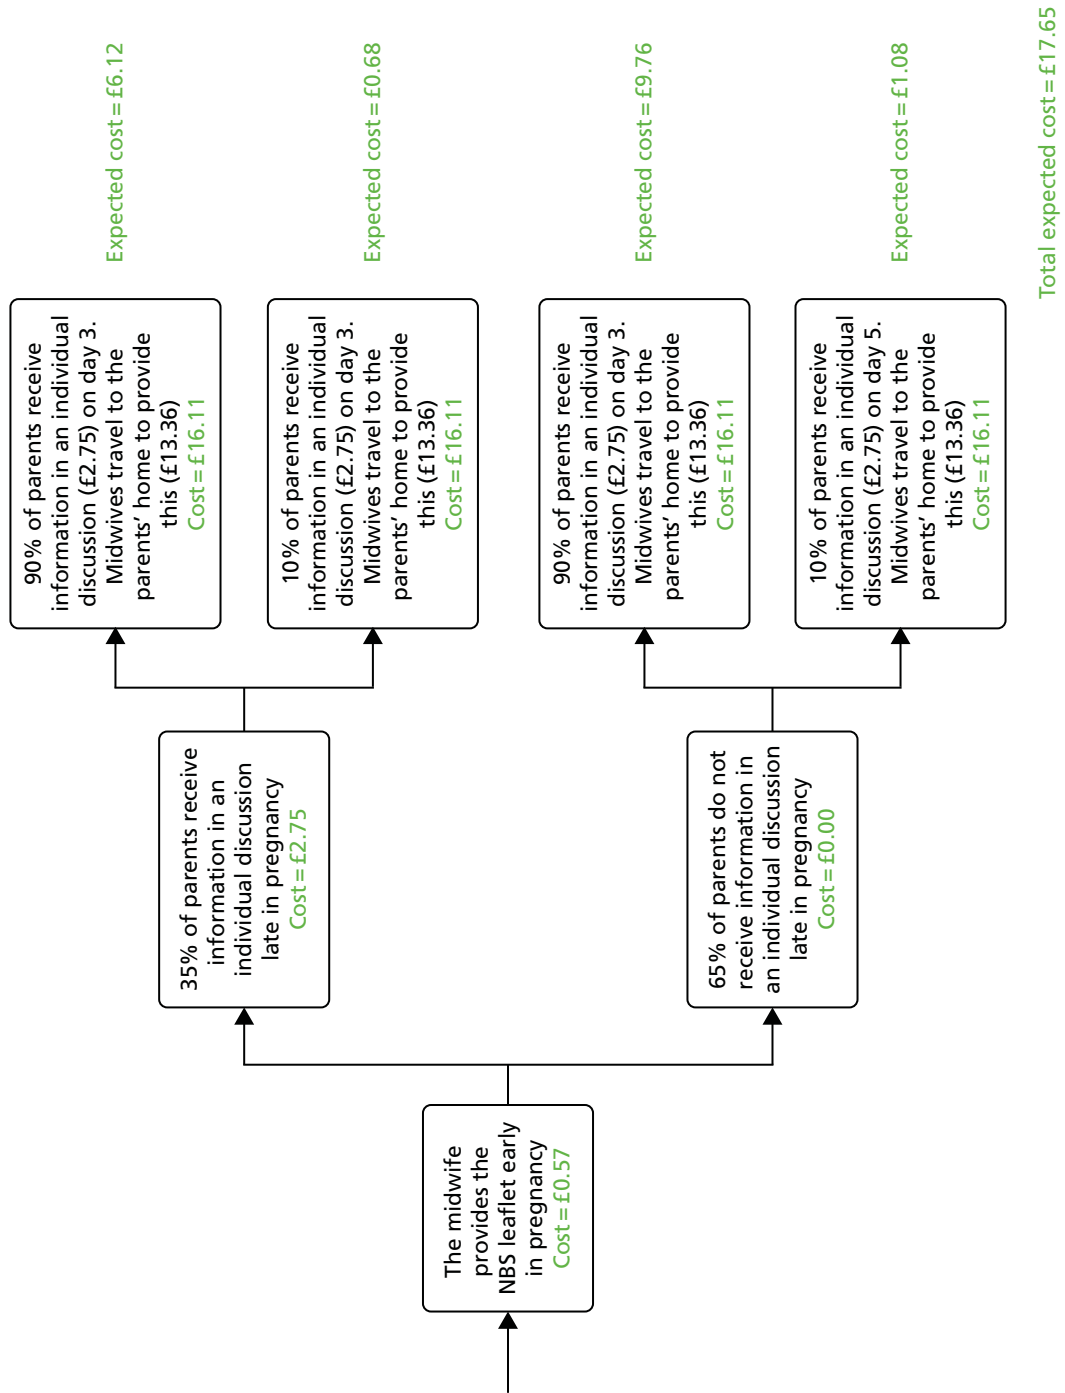 The midwife
provides the
NBS leaflet early
in pregnancy
Cost = £0.57
35% of parents receive
information in an
individual discussion
late in pregnancy
Cost = £2.75
65% of parents do not
receive information in
an individual discussion
late in pregnancy
Cost = £0.00
90% of parents receive
information in an individual
discussion (£2.75) on day 3.
Midwives travel to the
parents’ home to provide
this (£13.36)
Cost = £16.11
Expected cost = £6.12
10% of parents receive
information in an individual
discussion (£2.75) on day 3.
Midwives travel to the
parents’ home to provide
this (£13.36)
Cost = £16.11
Expected cost = £0.68
90% of parents receive
information in an individual
discussion (£2.75) on day 3.
Midwives travel to the
parents’ home to provide
this (£13.36)
Cost = £16.11
Expected cost = £9.76
10% of parents receive
information in an individual
discussion (£2.75) on day 5.
Midwives travel to the
parents’ home to provide
this (£13.36)
Cost = £16.11
Expected cost = £1.08
Total expected cost = £17.65